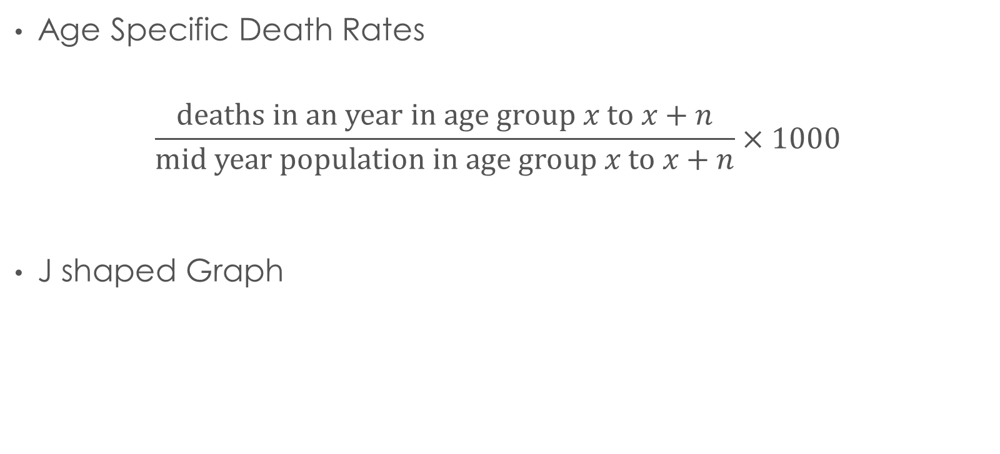 • Age Specific Death Rates
deaths in an year in age group x to x + n
mid year population in age group x to x + n
× 1000
• J shaped Graph